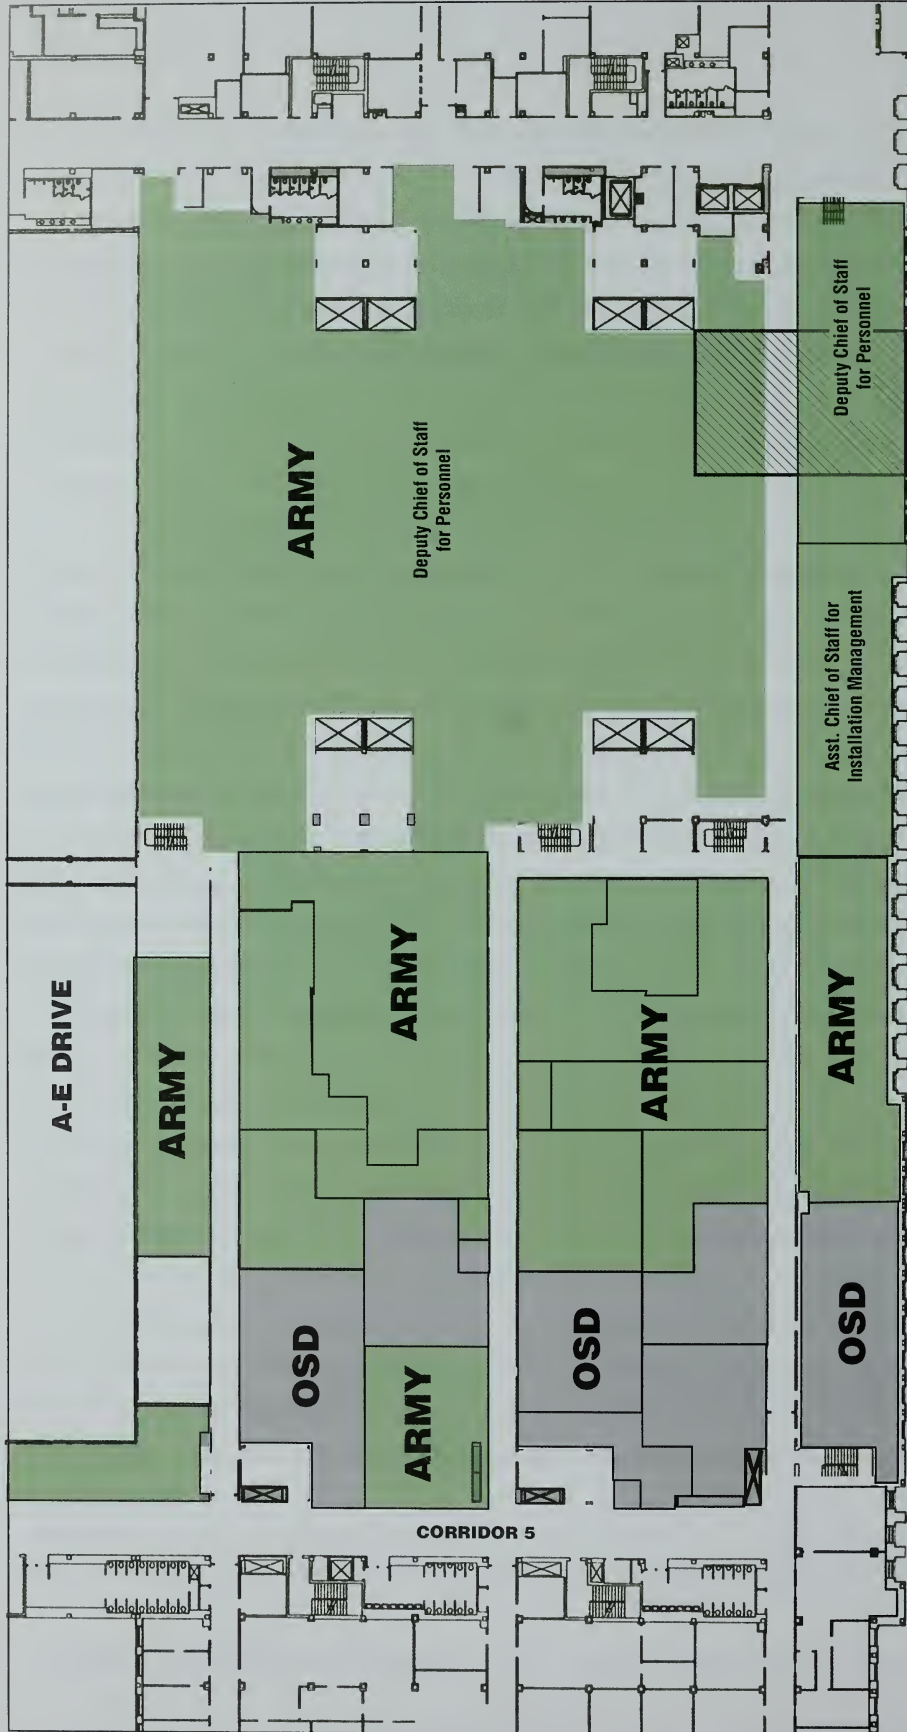 ARMY
Deputy Chief of Staff
for Personnel
Deputy Chief of Staff
for Personnel
Asst. Chief of Staff for
Installation Management
A-E DRIVE
ARMY
ARMY
ARMY
ARMY
OSD
ARMY
OSD
OSD
CORRIDOR 5